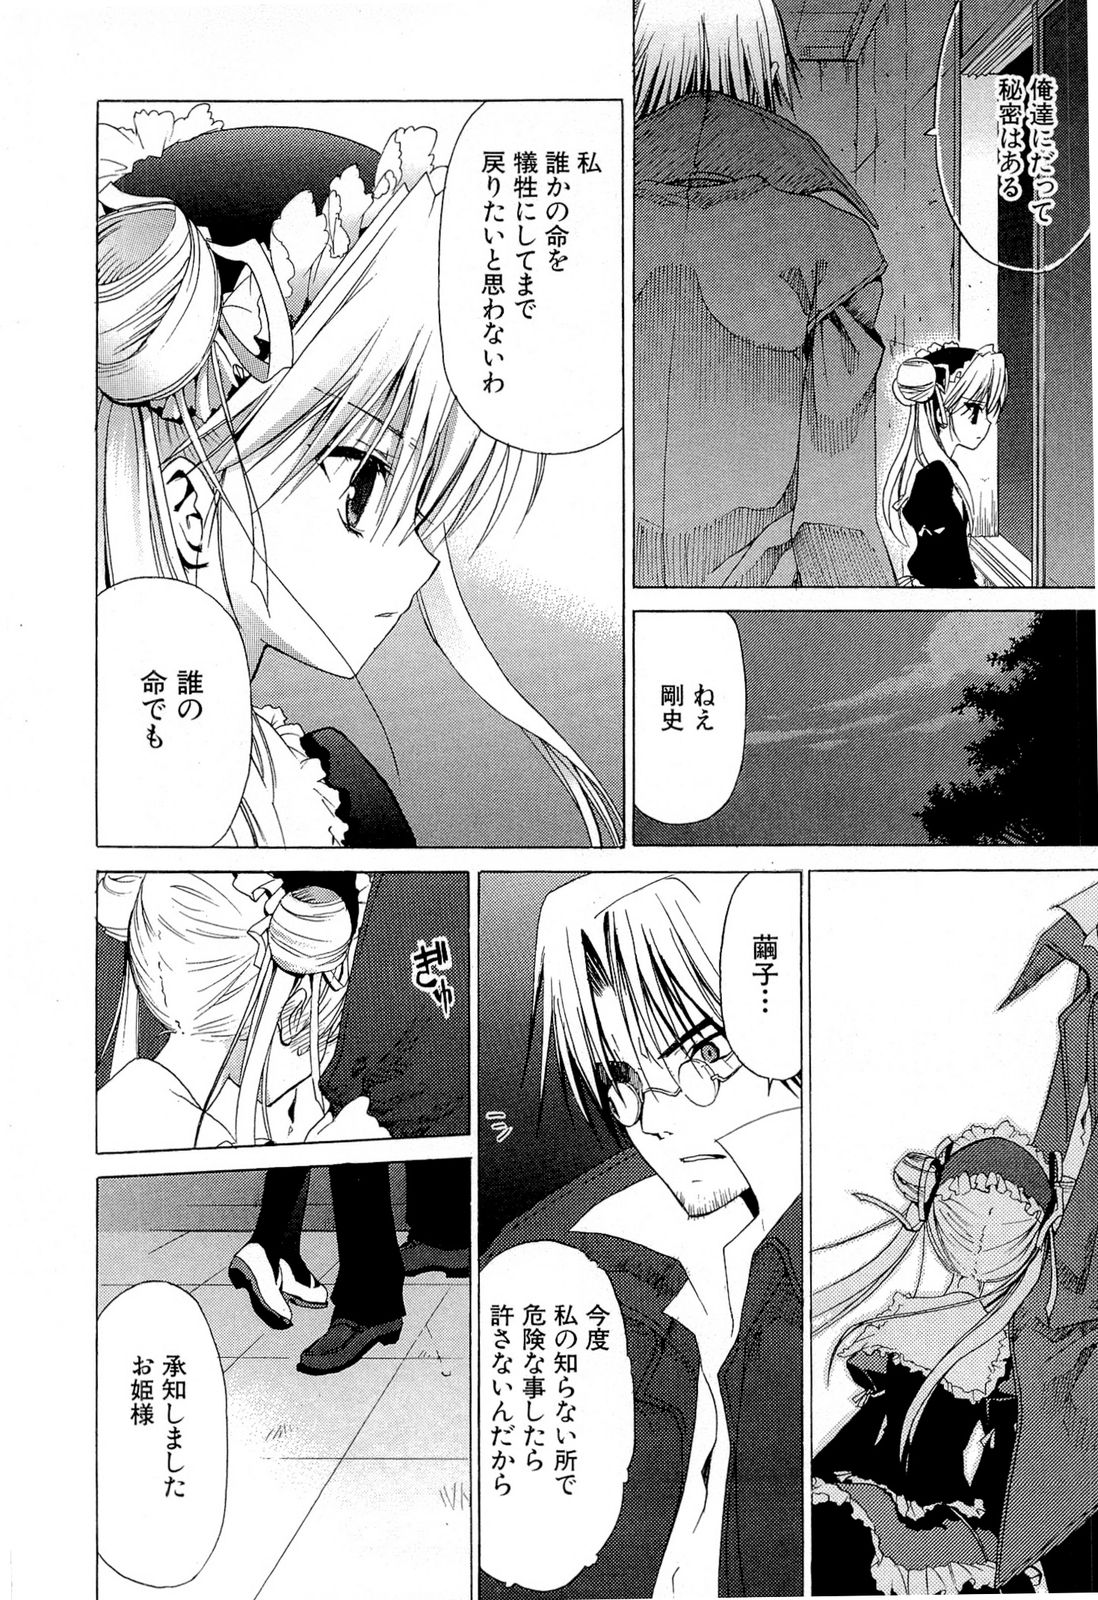 俺達にだって
秘密はある
ねえ
剛史
私
誰かの命を
犠牲にしてまで
戻りたいと思わないわ
誰の
命でも
繭子…
ニヲ
今度
私の知らない所で
危険な事したら
許さないんだから
ぎゅ
承知しました
お姫様